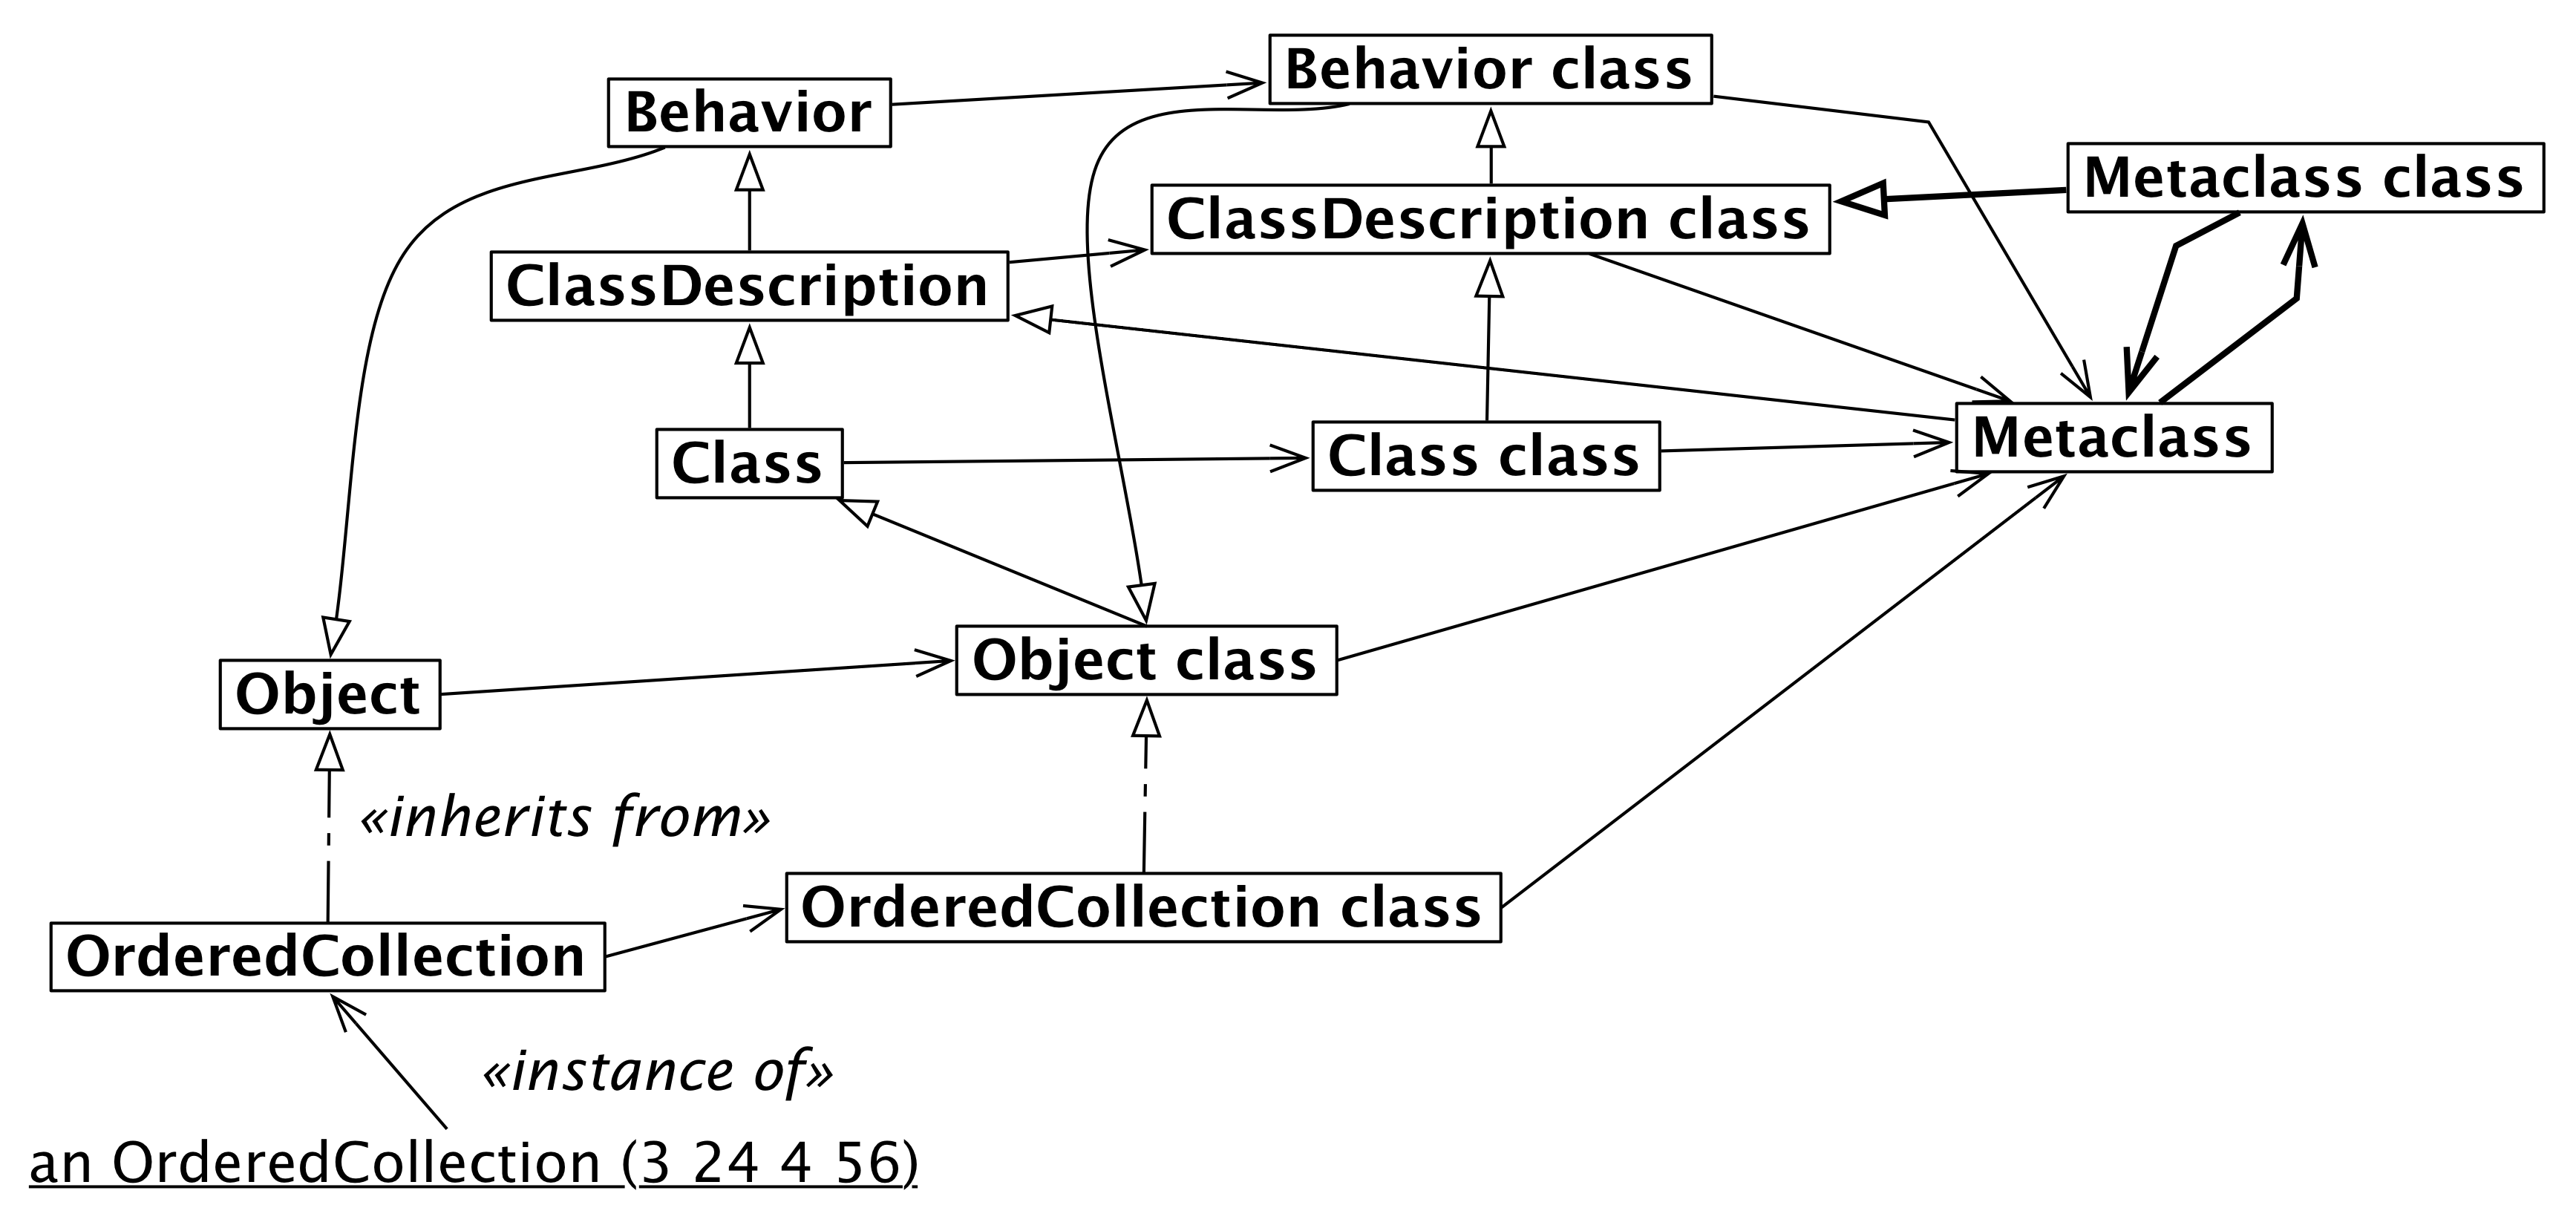 Behavior class
Behavior
Metaclass class
ClassDescription class
ClassDescription
Metaclass
Class class
Class
Object class
Object
«inherits from»
OrderedCollection class
OrderedCollection
«instance of»
an OrderedCollection (3 24 4 56)